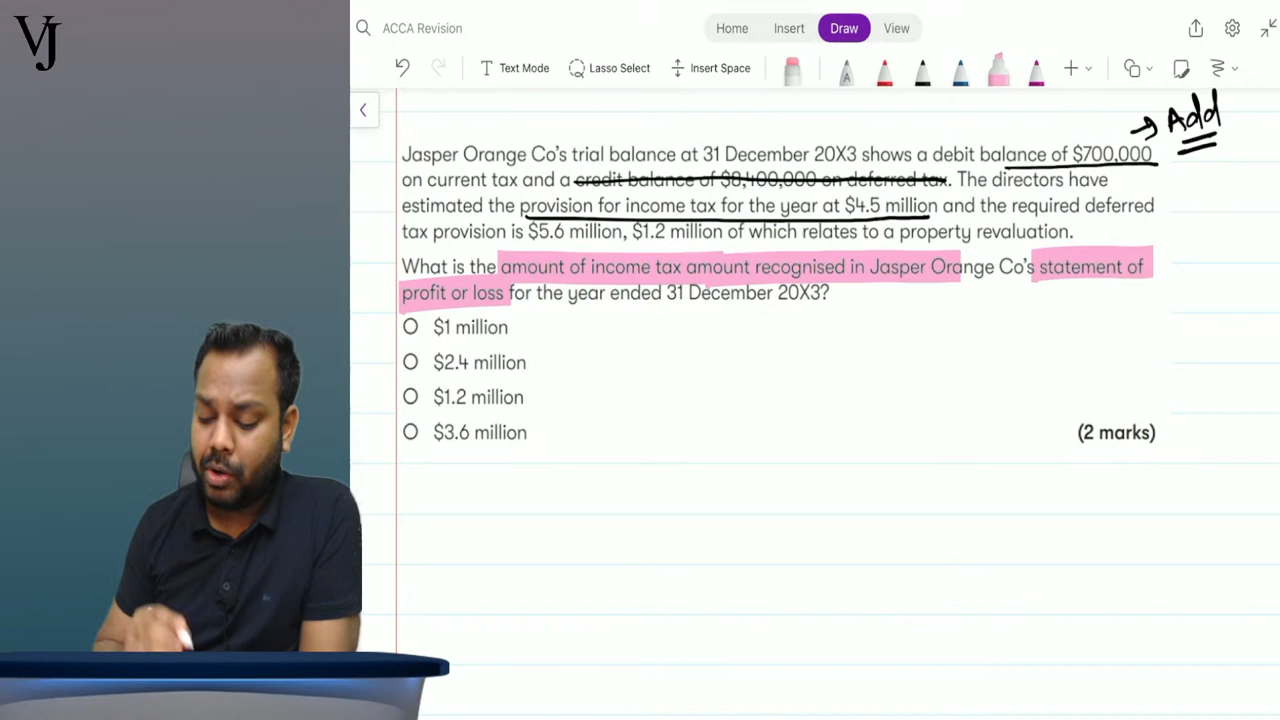 VJ
ACCA Revision
Home Insert Draw View
Text Mode Lasso Select Insert Space
A
→ Add
Jasper Orange Co's trial balance at 31 December 20X3 shows a debit balance of $700,000
on current tax and a credit balance of $8,400,000 on deferred tax. The directors have
estimated the provision for income tax for the year at $4.5 million and the required deferred
tax provision is $5.6 million, $1.2 million of which relates to a property revaluation.
What is the amount of income tax amount recognised in Jasper Orange Co's statement of
profit or loss for the year ended 31 December 20X3?
$1 million
$2.4 million
$1.2 million
$3.6 million (2 marks)